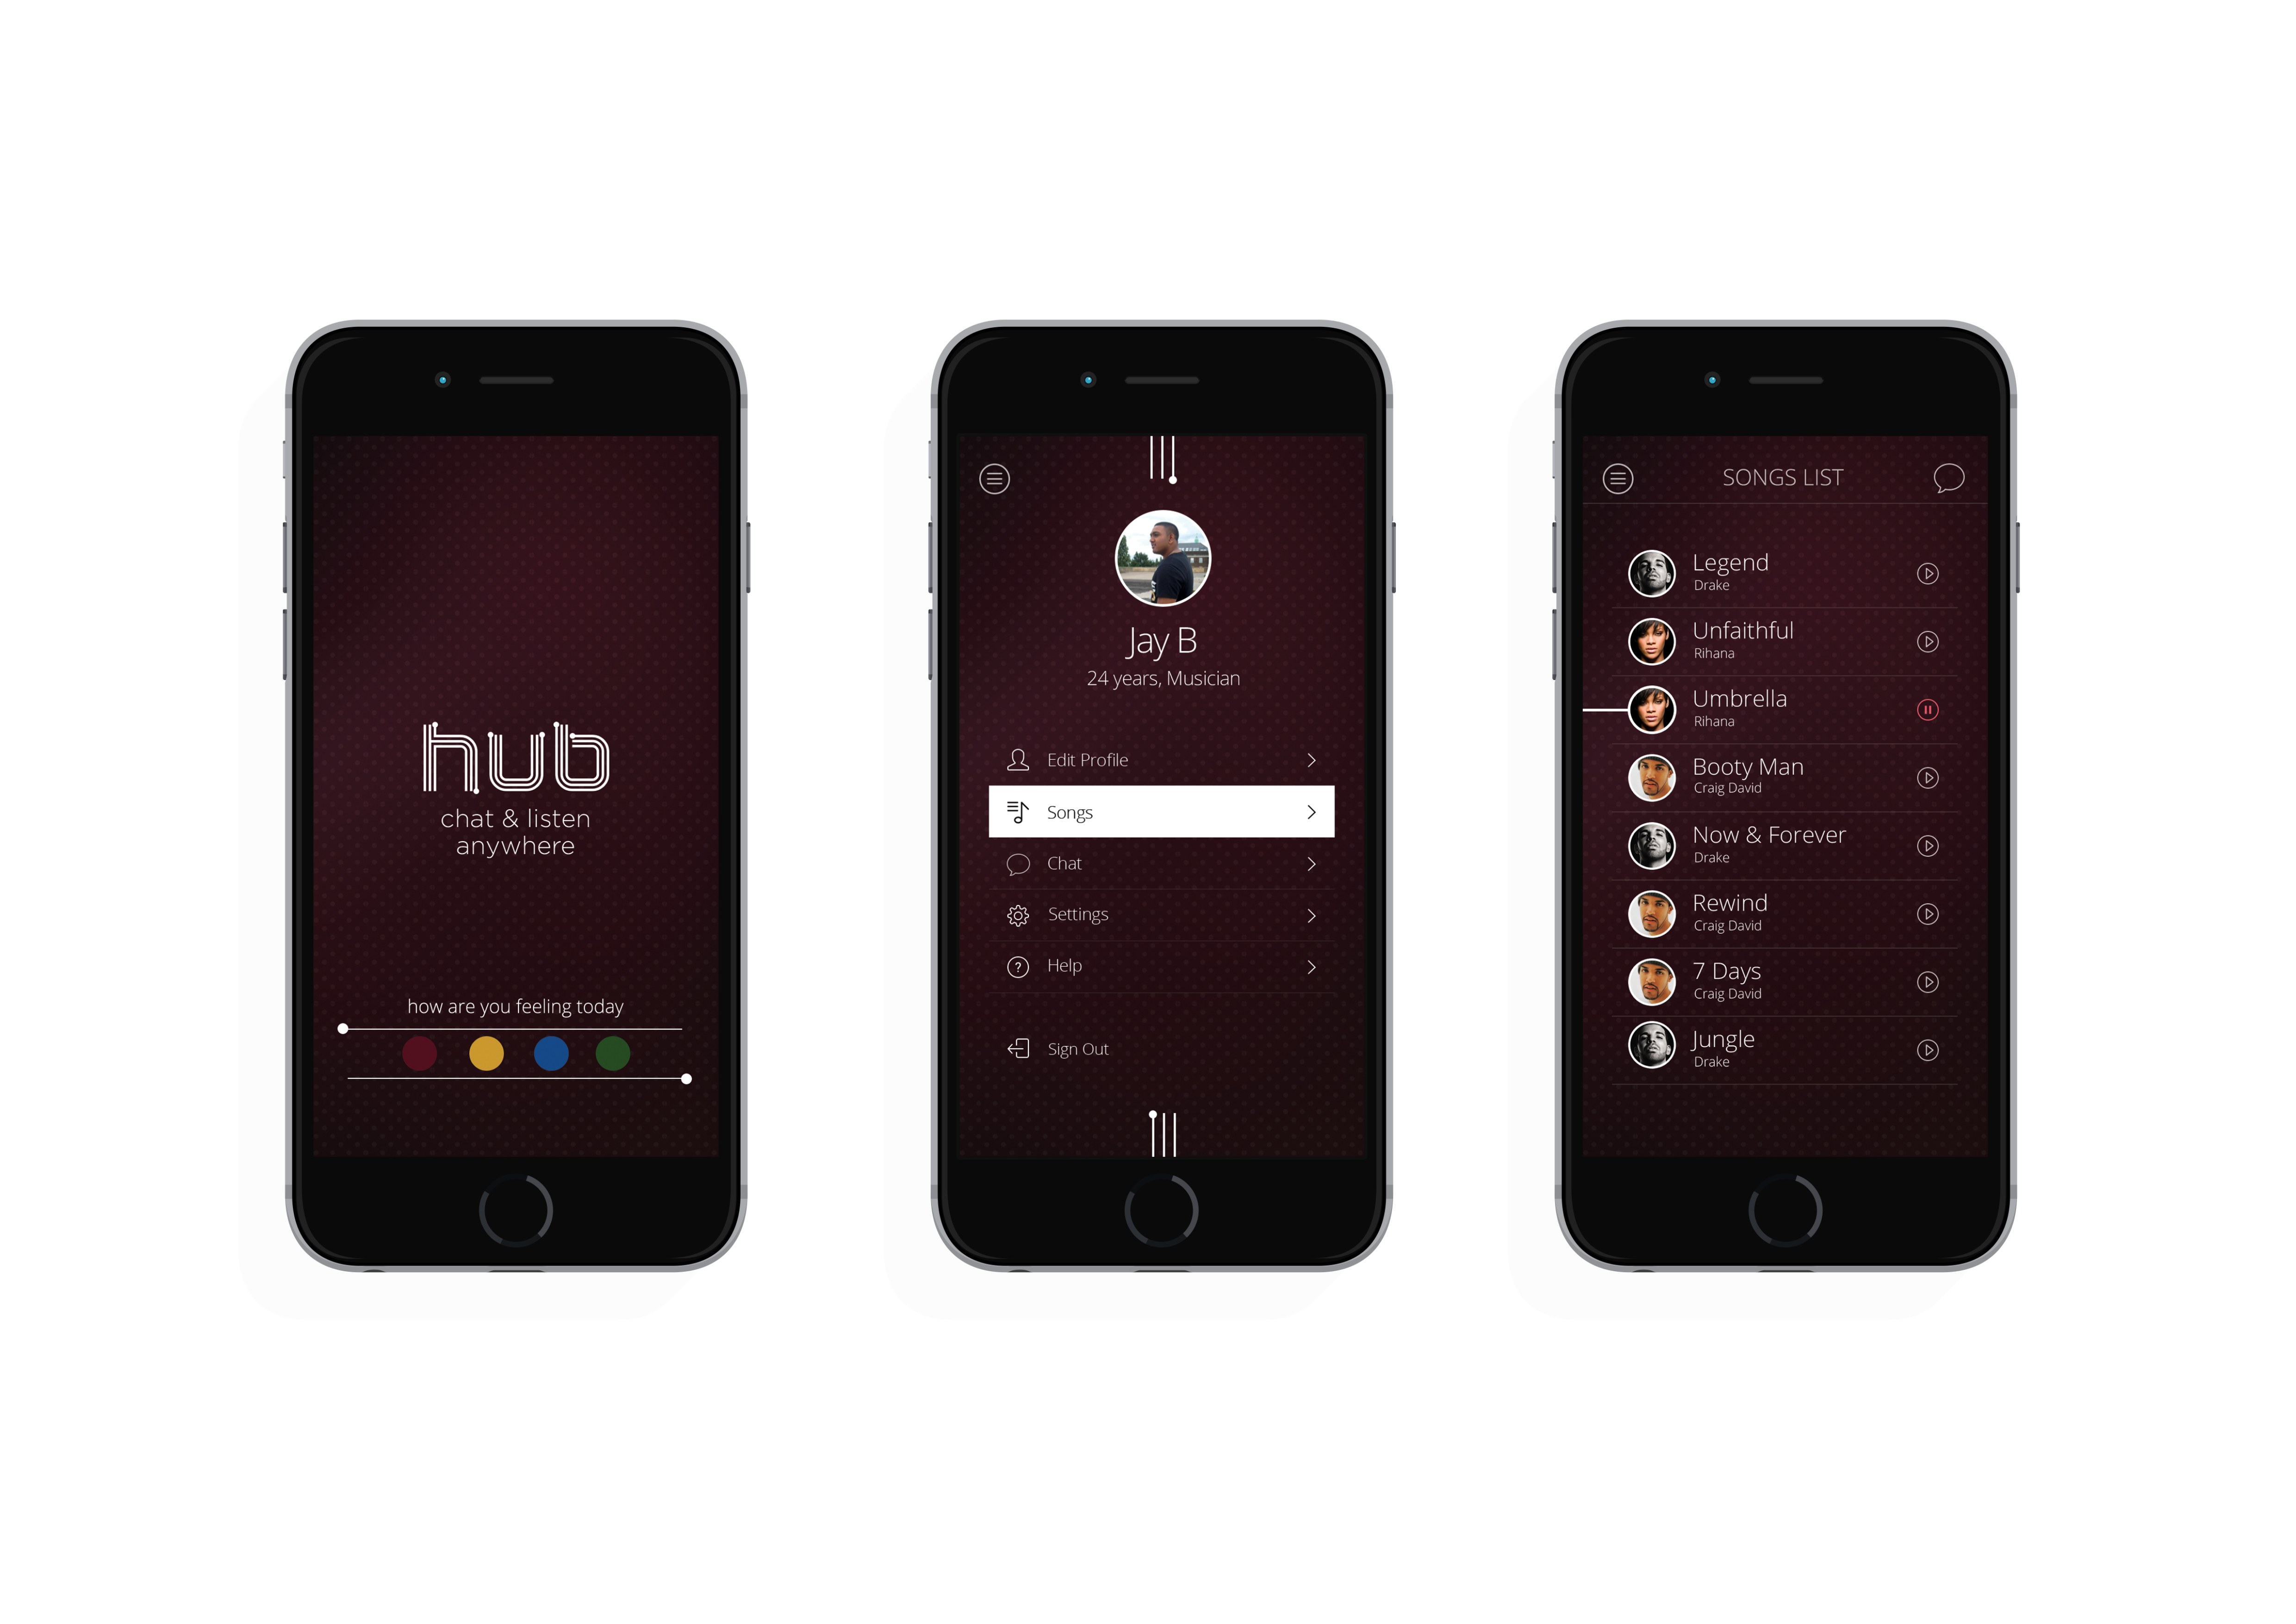 hub
chat & listen
anywhere
how are you feeling today
Jay B
24 years, Musician
Edit Profile
Songs
Chat
Settings
?
Help
Sign Out
SONGS LIST
Legend
Drake
Unfaithful
Rihana
Umbrella
Rihana
Booty Man
Craig David
Now & Forever
Drake
Rewind
Craig David
7 Days
Craig David
Jungle
Drake